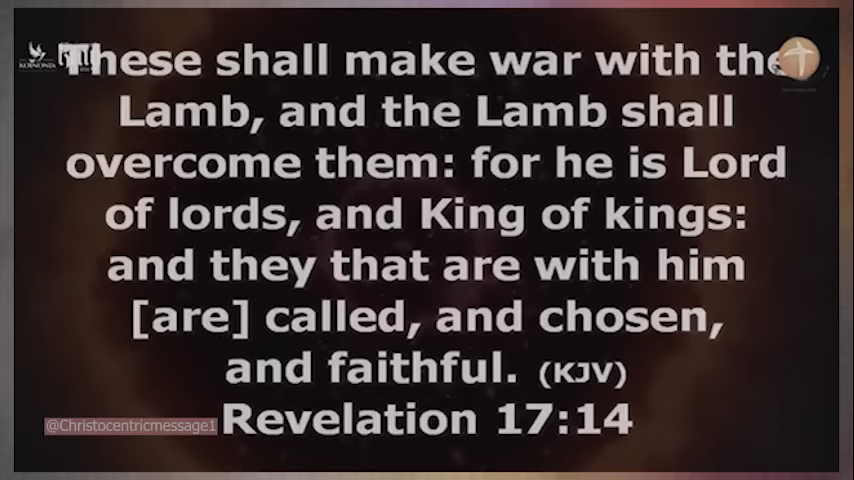 KOINONIA
These shall make war with the
Lamb, and the Lamb shall
overcome them: for he is Lord
of lords, and King of kings:
and they that are with him
[are] called, and chosen,
and faithful. (KJV)
@Christocentricmessage1
Revelation 17:14